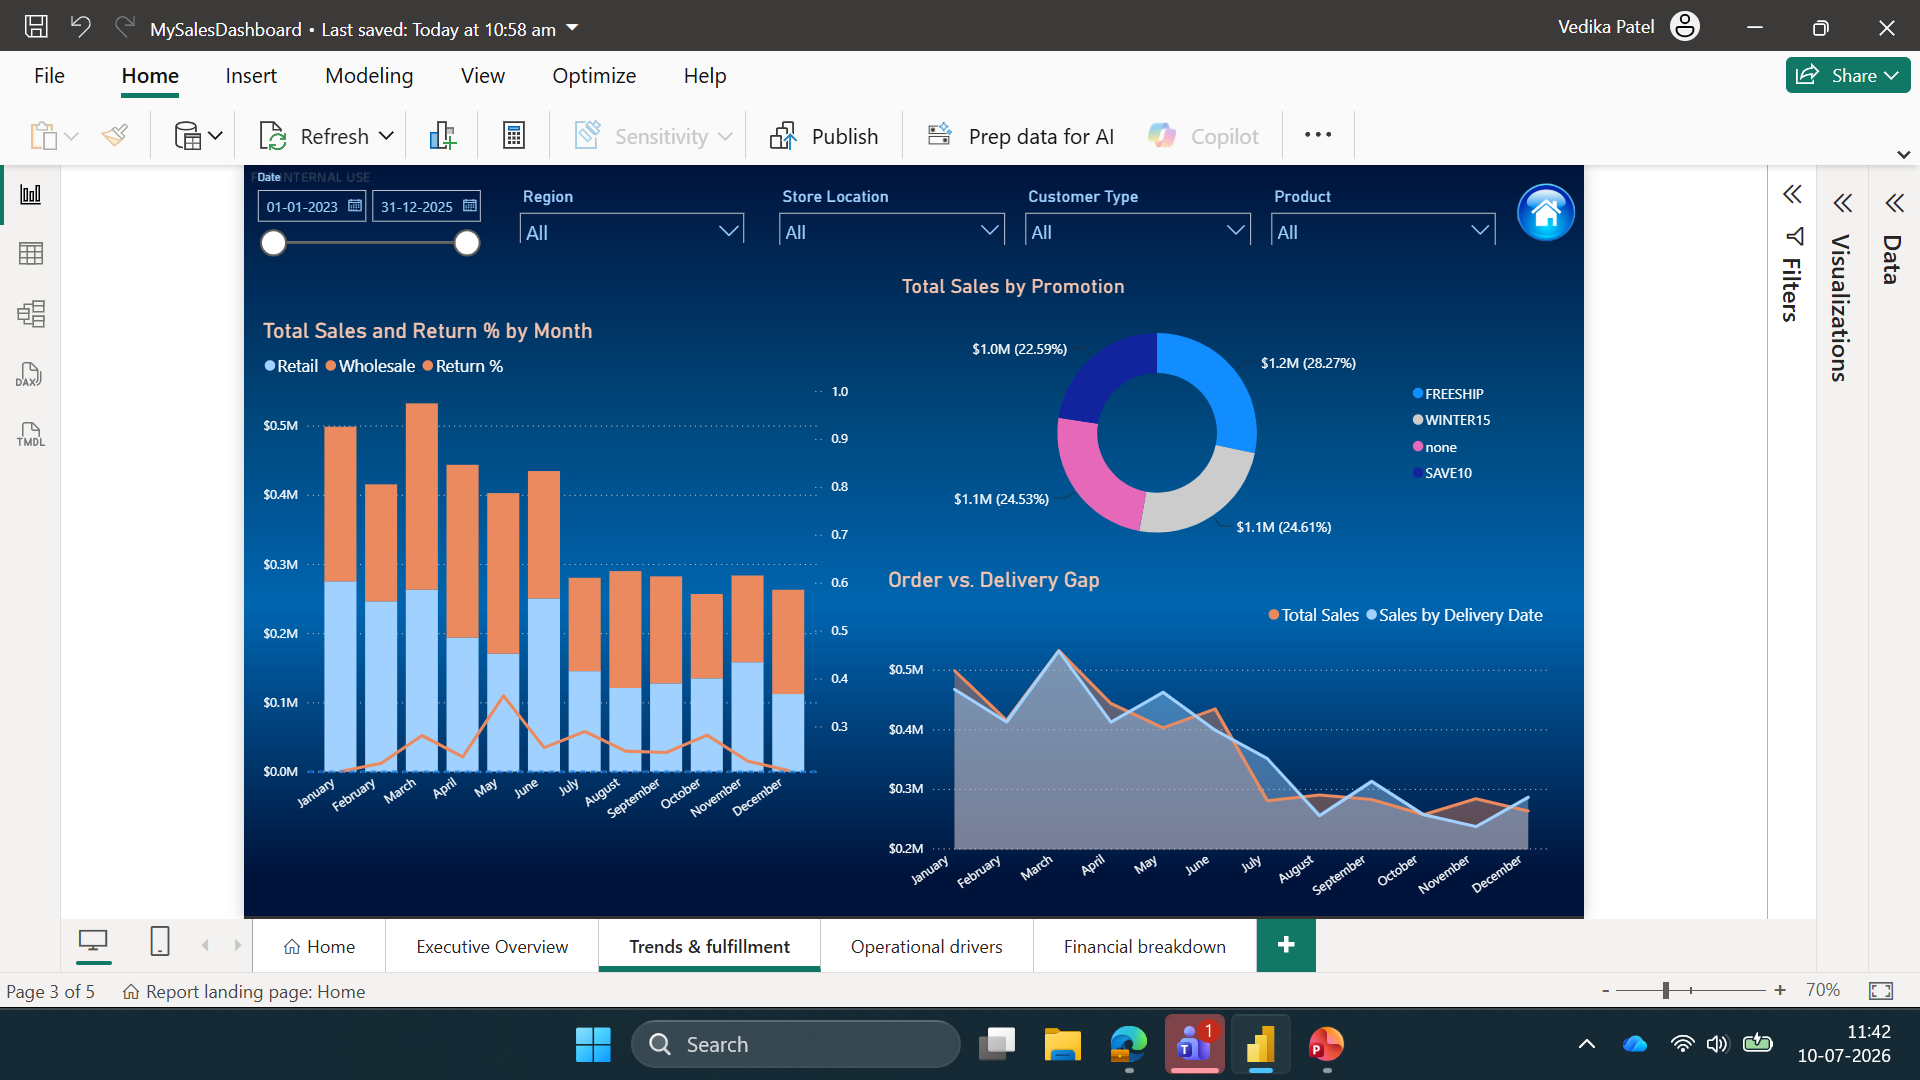 MySalesDashboard • Last saved: Today at 10:58 am
Vedika Patel
File Home Insert Modeling View Optimize Help
Share
Refresh
Sensitivity
Publish
Prep data for AI
Copilot
INTERNAL USE
Date
01-01-2023 31-12-2025
Region
All
Store Location
All
Customer Type
All
Product
All
Total Sales and Return % by Month
Retail Wholesale Return %
$0.5M
$0.4M
$0.3M
$0.2M
$0.1M
$0.0M
1.0
0.9
0.8
0.7
0.6
0.5
0.4
0.3
January February March April May June July August September October November December
Total Sales by Promotion
$1.0M (22.59%)
$1.2M (28.27%)
$1.1M (24.53%)
$1.1M (24.61%)
FREESHIP
WINTER15
none
SAVE10
Order vs. Delivery Gap
Total Sales Sales by Delivery Date
$0.5M
$0.4M
$0.3M
$0.2M
January February March April May June July August September October November December
Filters
Visualizations
Data
DAX
TMDL
Home Executive Overview Trends & fulfillment Operational drivers Financial breakdown +
Page 3 of 5 Report landing page: Home
- + 70%
Search
T 1
P
11:42
10-07-2026